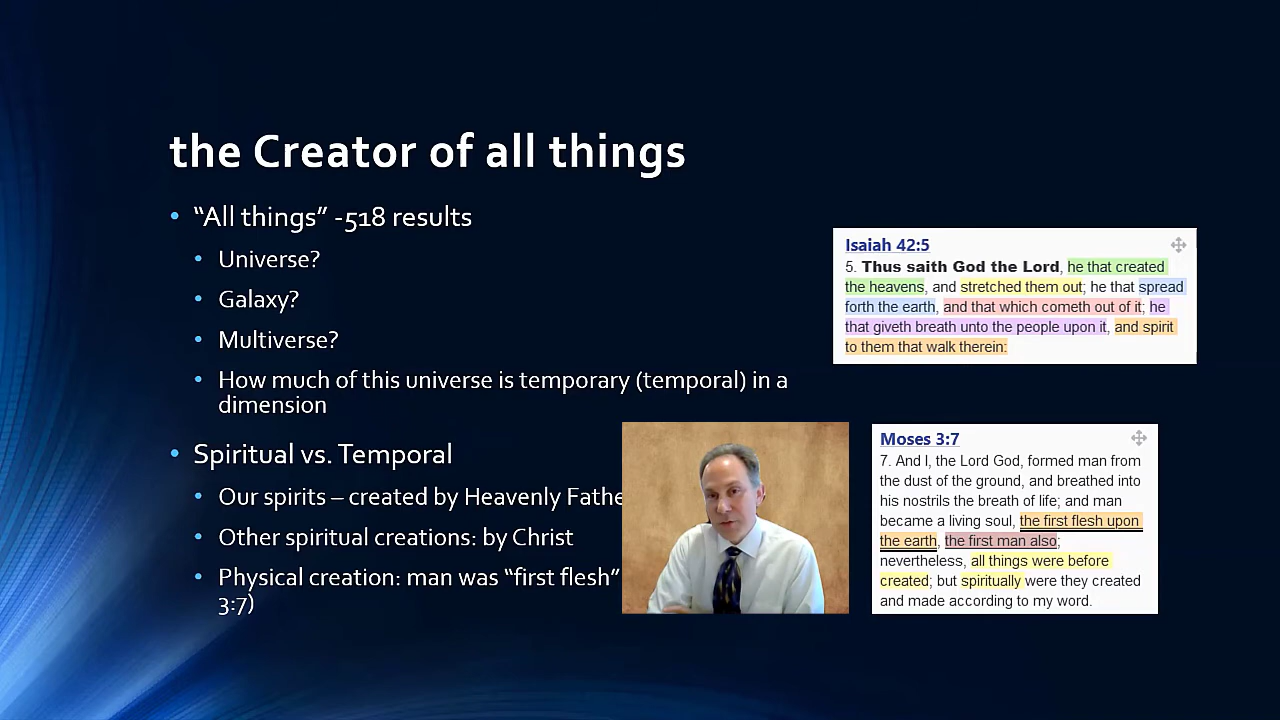 the Creator of all things
• “All things” -518 results
• Universe?
• Galaxy?
• Multiverse?
• How much of this universe is temporary (temporal) in a
dimension
• Spiritual vs. Temporal
• Our spirits – created by Heavenly Fathe
• Other spiritual creations: by Christ
• Physical creation: man was “first flesh”
3:7)
Isaiah 42:5
5. Thus saith God the Lord, he that created
the heavens, and stretched them out; he that spread
forth the earth, and that which cometh out of it; he
that giveth breath unto the people upon it, and spirit
to them that walk therein:
Moses 3:7
7. And I, the Lord God, formed man from
the dust of the ground, and breathed into
his nostrils the breath of life; and man
became a living soul, the first flesh upon
the earth, the first man also;
nevertheless, all things were before
created; but spiritually were they created
and made according to my word.